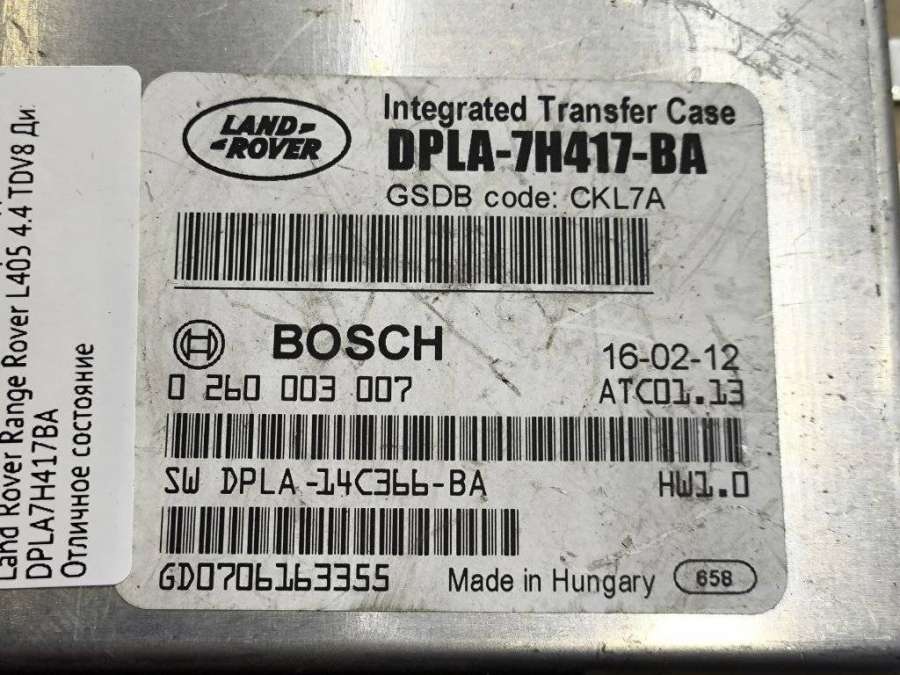 Land Rover Range Rover L405 4.4 TDV8 Ди
DPLA7H417BA
Отличное состояние
LAND
ROVER
Integrated Transfer Case
DPLA-7H417-BA
GSDB code: CKL7A
BOSCH
16-02-12
0 260 003 007
ATC01.13
SW DPLA-14C366-BA
HW1.0
GD0706163355
Made in Hungary
658